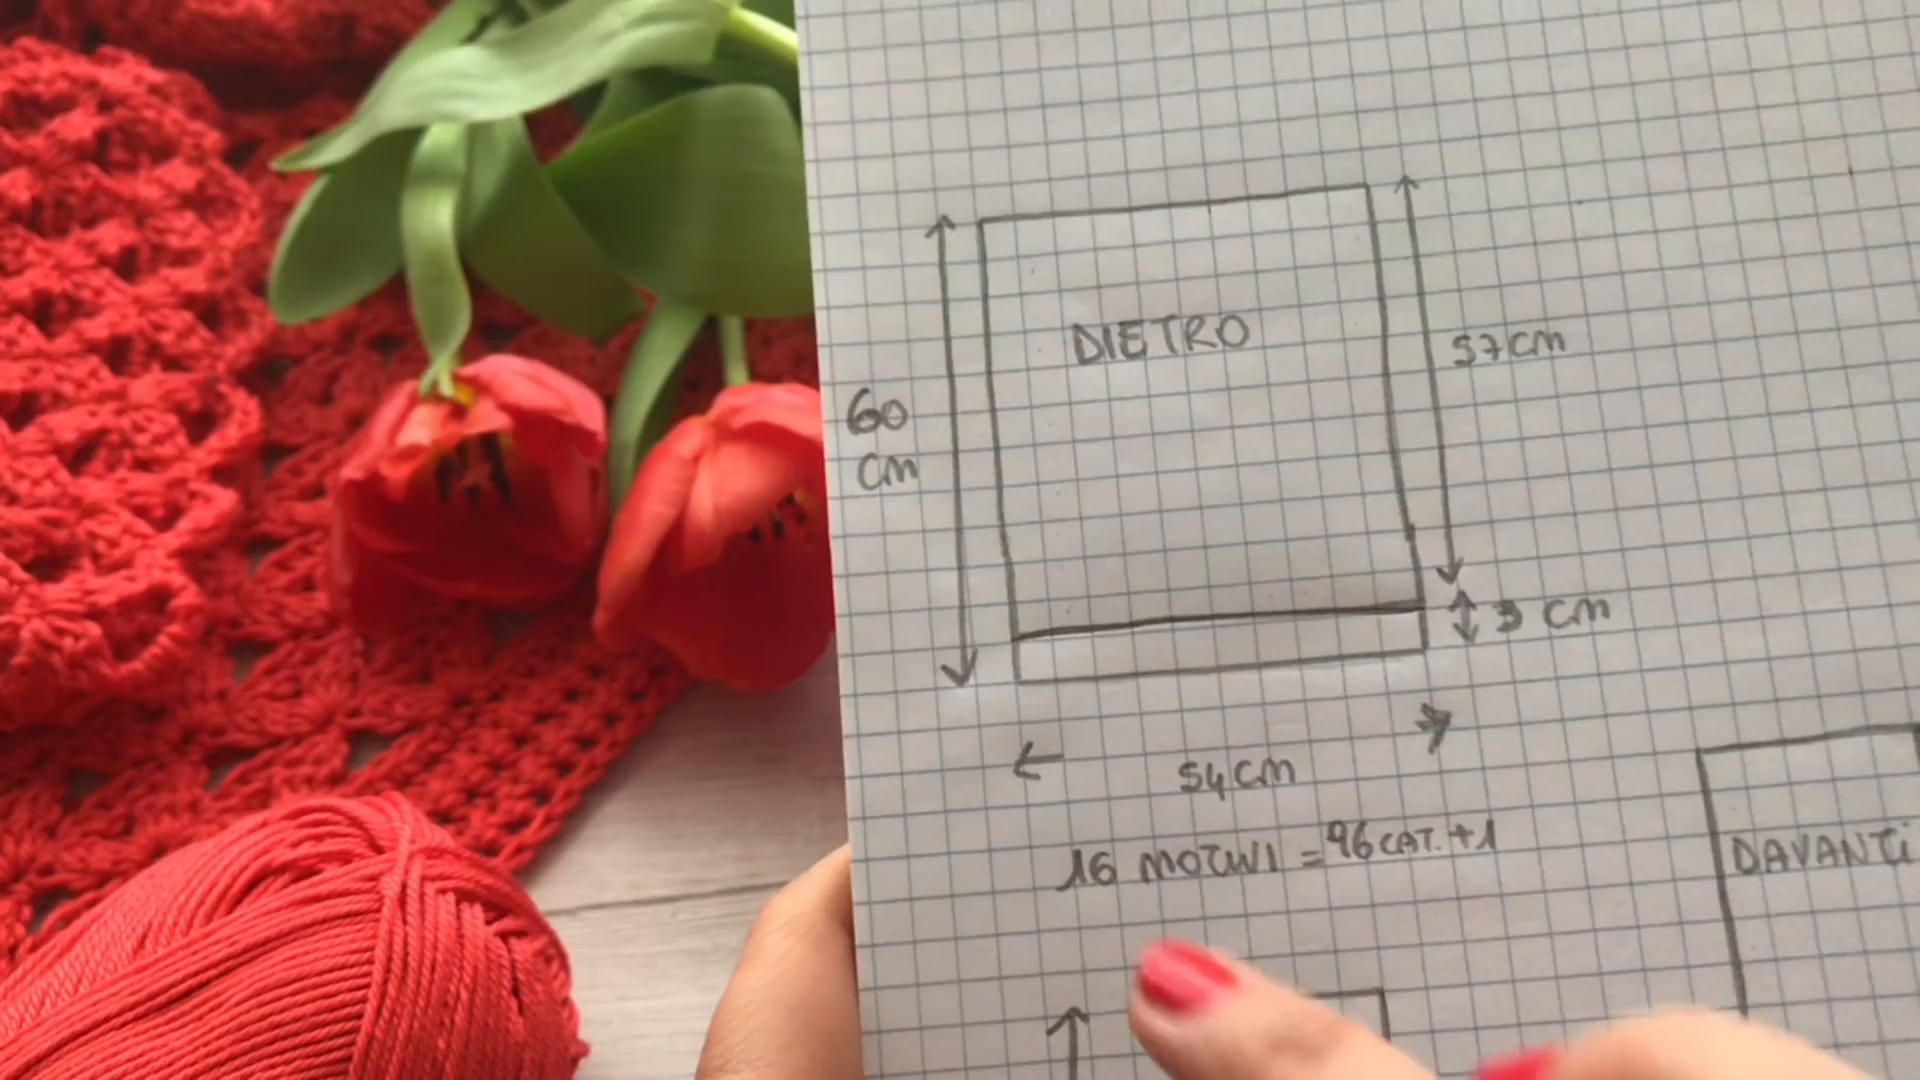 DIETRO
57cm
60
cm
3 cm
54cm
16 MOTIVI = 96 CAT. +1
DAVANTI